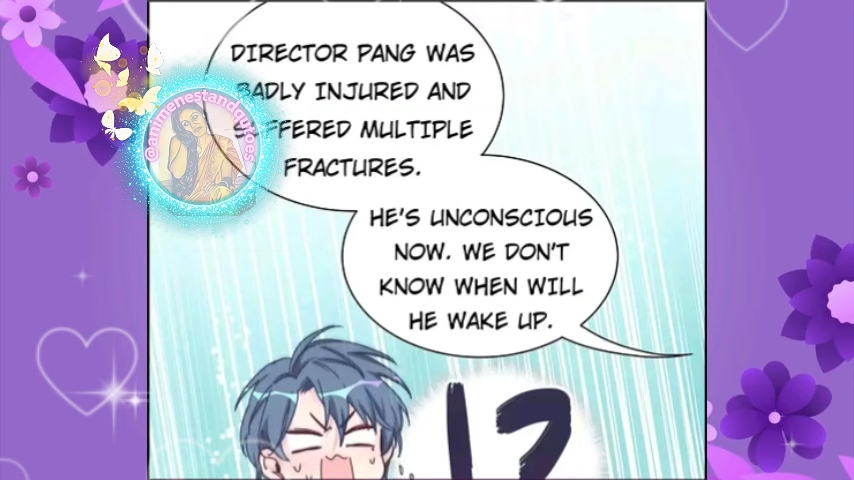 DIRECTOR PANG WAS
BADLY INJURED AND
SUFFERED MULTIPLE
FRACTURES.
HE'S UNCONSCIOUS
NOW. WE DON'T
KNOW WHEN WILL
HE WAKE UP.
!?
@animenestandqutoes